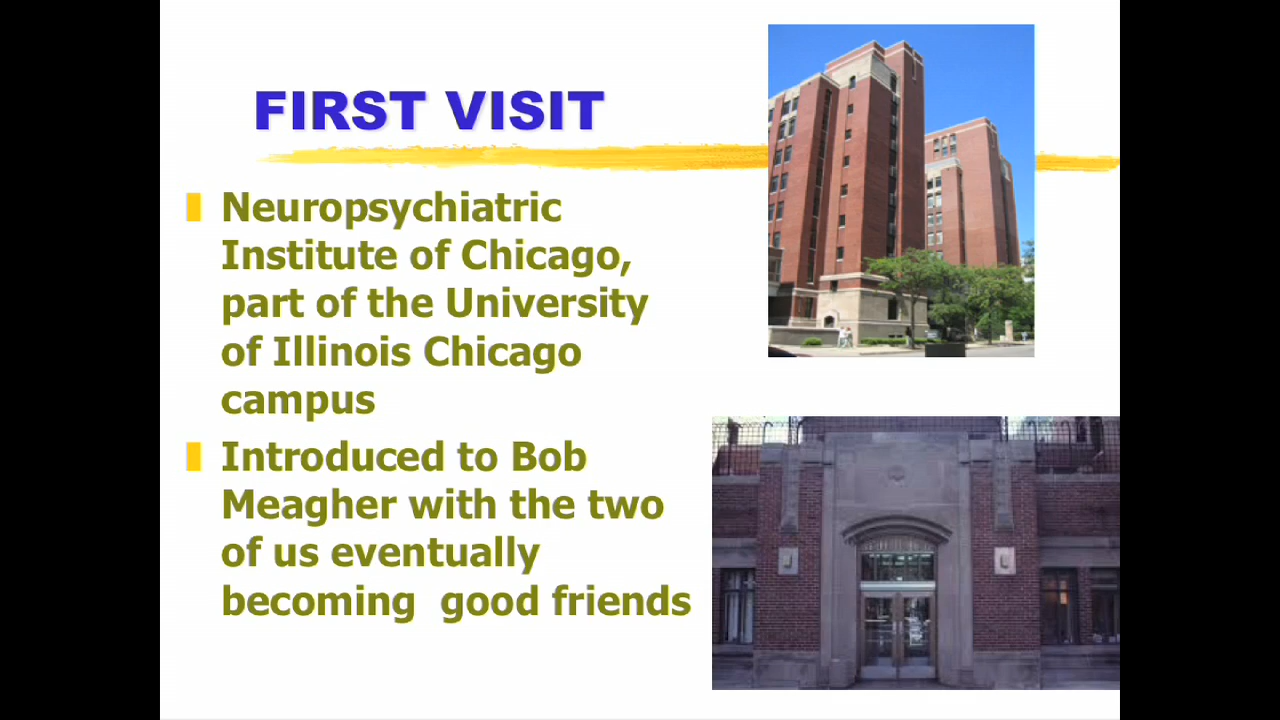 FIRST VISIT
Neuropsychiatric
Institute of Chicago,
part of the University
of Illinois Chicago
campus
Introduced to Bob
Meagher with the two
of us eventually
becoming  good friends